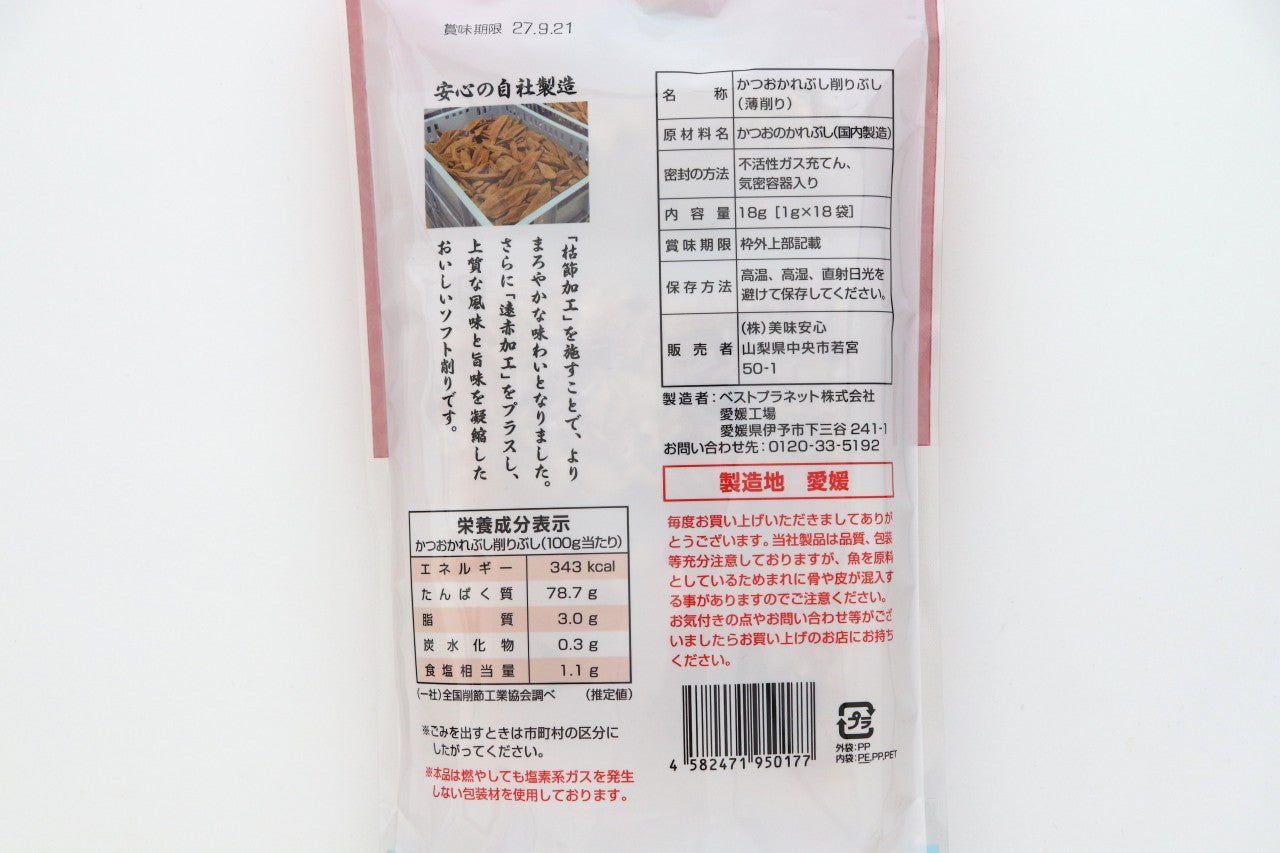 賞味期限 27.9.21
安心の自社製造
「枯節加工」を施すことで、より
まろやかな味わいとなりました。
さらに「遠赤加工」をプラスし、
上質な風味と旨味を凝縮した
おいしいソフト削りです。
名称 かつおかれぶし削りぶし
(薄削り)
原材料名 かつおのかれぶし(国内製造)
密封の方法 不活性ガス充てん、
気密容器入り
内容量 18g [1g×18袋]
賞味期限 枠外上部記載
保存方法 高温、高湿、直射日光を
避けて保存してください。
販売者 (株)美味安心
山梨県中央市若宮
50-1
製造者:ベストプラネット株式会社
愛媛工場
愛媛県伊予市下三谷241-1
お問い合わせ先:0120-33-5192
製造地 愛媛
毎度お買い上げいただきましてありが
とうございます。当社製品は品質、包装
等充分注意しておりますが、魚を原料
としているためまれに骨や皮が混入す
る事がありますのでご注意ください。
お気付きの点やお問い合わせ等がござ
いましたらお買い上げのお店にお持ち
ください。
栄養成分表示
かつおかれぶし削りぶし(100g当たり)
エネルギー 343 kcal
たんぱく質 78.7 g
脂質 3.0 g
炭水化物 0.3 g
食塩相当量 1.1 g
(一社)全国削節工業協会調べ (推定値)
※ごみを出すときは市町村の区分に
したがってください。
※本品は燃やしても塩素系ガスを発生
しない包装材を使用しております。
4 582471 950177
プラ
外袋:PP
内袋:PE,PP,PET